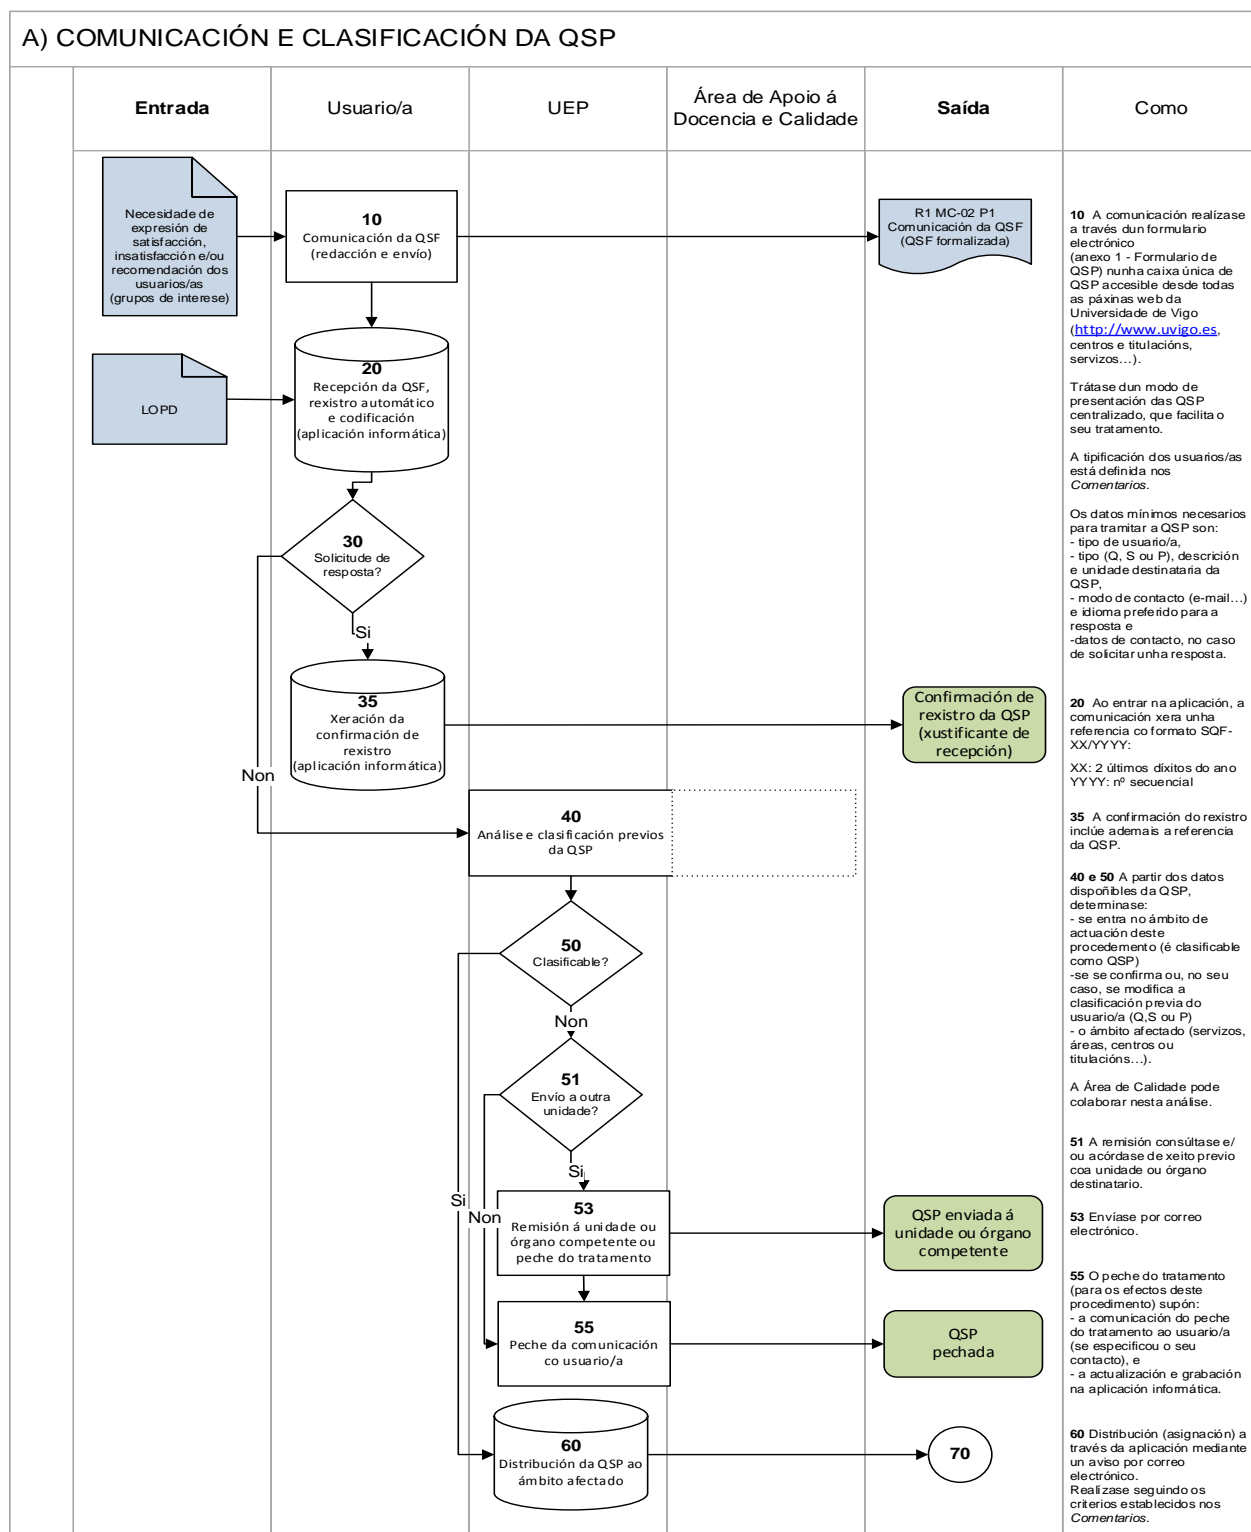 A) COMUNICACIÓN E CLASIFICACIÓN DA QSP
Entrada
Usuario/a
UEP
Área de Apoio á
Docencia e Calidade
Saída
Como
Necesidade de
expresión de
satisfacción,
insatisfacción e/ou
recomendación dos
usuarios/as
(grupos de interese)
10
Comunicación da QSF
(redacción e envío)
R1 MC-02 P1
Comunicación da QSF
(QSF formalizada)
LOPD
20
Recepción da QSF,
rexistro automático
e codificación
(aplicación informática)
30
Solicitude de
resposta?
Si
Non
35
Xeración da
confirmación de
rexistro
(aplicación informática)
Confirmación de
rexistro da QSP
(xustificante de
recepción)
40
Análise e clasificación previos
da QSP
50
Clasificable?
Non
Si
51
Envío a outra
unidade?
Si
Non
53
Remisión á unidade ou
órgano competente ou
peche do tratamento
QSP enviada á
unidade ou órgano
competente
55
Peche da comunicación
co usuario/a
QSP
pechada
60
Distribución da QSP ao
ámbito afectado
70
10 A comunicación realízase
a través dun formulario
electrónico
(anexo 1 - Formulario de
QSP) nunha caixa única de
QSP accesible desde todas
as páxinas web da
Universidade de Vigo
(http://www.uvigo.es,
centros e titulacións,
servizos...).
Trátase dun modo de
presentación das QSP
centralizado, que facilita o
seu tratamento.
A tipificación dos usuarios/as
está definida nos
Comentarios.
Os datos mínimos necesarios
para tramitar a QSP son:
- tipo de usuario/a,
- tipo (Q, S ou P), descrición
e unidade destinataria da
QSP,
- modo de contacto (e-mail...)
e idioma preferido para a
resposta e
-datos de contacto, no caso
de solicitar unha resposta.
20 Ao entrar na aplicación, a
comunicación xera unha
referencia co formato SQF-
XX/YYYY:
XX: 2 últimos díxitos do ano
YYYY: nº secuencial
35 A confirmación do rexistro
inclúe ademais a referencia
da QSP.
40 e 50 A partir dos datos
dispoñibles da QSP,
determinase:
- se entra no ámbito de
actuación deste
procedemento (é clasificable
como QSP)
-se se confirma ou, no seu
caso, se modifica a
clasificación previa do
usuario/a (Q,S ou P)
- o ámbito afectado (servizos,
áreas, centros ou
titulacións...).
A Área de Calidade pode
colaborar nesta análise.
51 A remisión consúltase e/
ou acórdase de xeito previo
coa unidade ou órgano
destinatario.
53 Envíase por correo
electrónico.
55 O peche do tratamento
(para os efectos deste
procedimento) supón:
- a comunicación do peche
do tratamento ao usuario/a
(se especificou o seu
contacto), e
- a actualización e grabación
na aplicación informática.
60 Distribución (asignación) a
través da aplicación mediante
un aviso por correo
electrónico.
Realízase seguindo os
criterios establecidos nos
Comentarios.